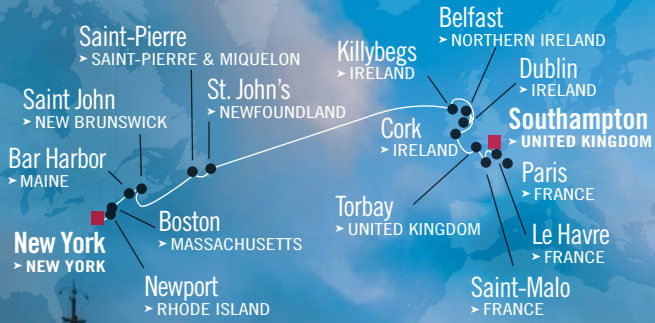 Belfast
➤ NORTHERN IRELAND
Saint-Pierre
➤ SAINT-PIERRE & MIQUELON
Killybegs
➤ IRELAND
Dublin
➤ IRELAND
Saint John
➤ NEW BRUNSWICK
St. John's
➤ NEWFOUNDLAND
Cork
➤ IRELAND
Southampton
➤ UNITED KINGDOM
Bar Harbor
➤ MAINE
Paris
➤ FRANCE
Torbay
➤ UNITED KINGDOM
Boston
➤ MASSACHUSETTS
Le Havre
➤ FRANCE
New York
➤ NEW YORK
Newport
➤ RHODE ISLAND
Saint-Malo
➤ FRANCE